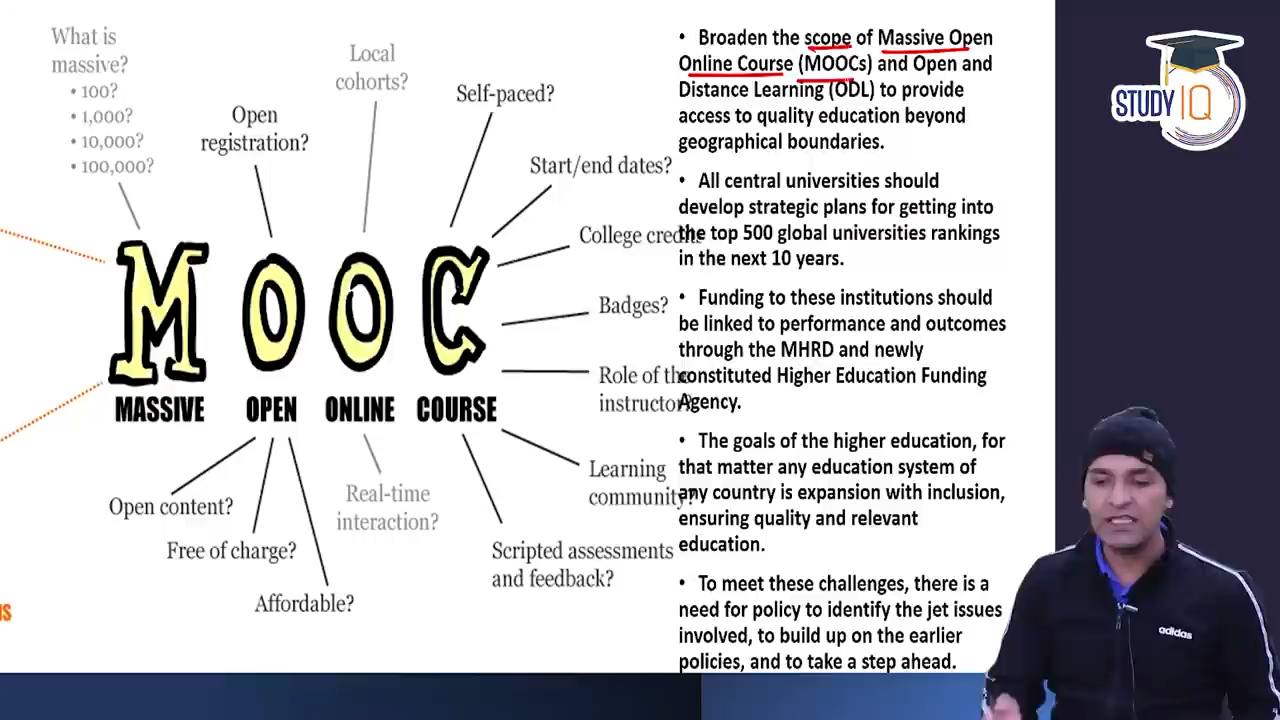 What is
massive?
• 100?
• 1,000?
• 10,000?
• 100,000?
Open
registration?
Local
cohorts?
Self-paced?
Start/end dates?
College credit?
Badges?
Role of the
instructor?
Learning
community?
Scripted assessments
and feedback?
MOOC
MASSIVE OPEN ONLINE COURSE
Open content?
Free of charge?
Affordable?
Real-time
interaction?
• Broaden the scope of Massive Open
Online Course (MOOCs) and Open and
Distance Learning (ODL) to provide
access to quality education beyond
geographical boundaries.
• All central universities should
develop strategic plans for getting into
the top 500 global universities rankings
in the next 10 years.
• Funding to these institutions should
be linked to performance and outcomes
through the MHRD and newly
constituted Higher Education Funding
Agency.
• The goals of the higher education, for
that matter any education system of
any country is expansion with inclusion,
ensuring quality and relevant
education.
• To meet these challenges, there is a
need for policy to identify the jet issues
involved, to build up on the earlier
policies, and to take a step ahead.
STUDY IQ
adidas